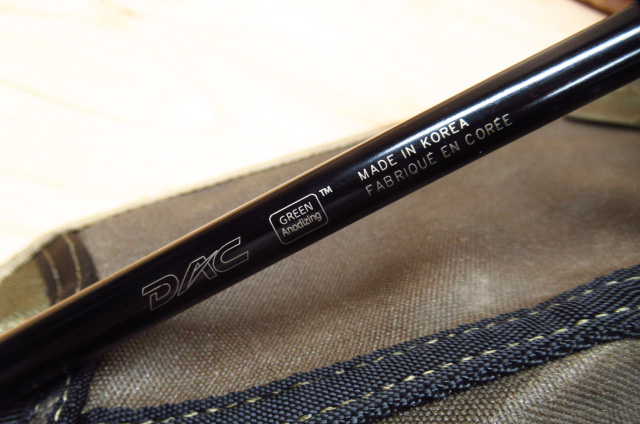 DAC
GREEN
Anodizing
TM
MADE IN KOREA
FABRIQUÉ EN CORÉE